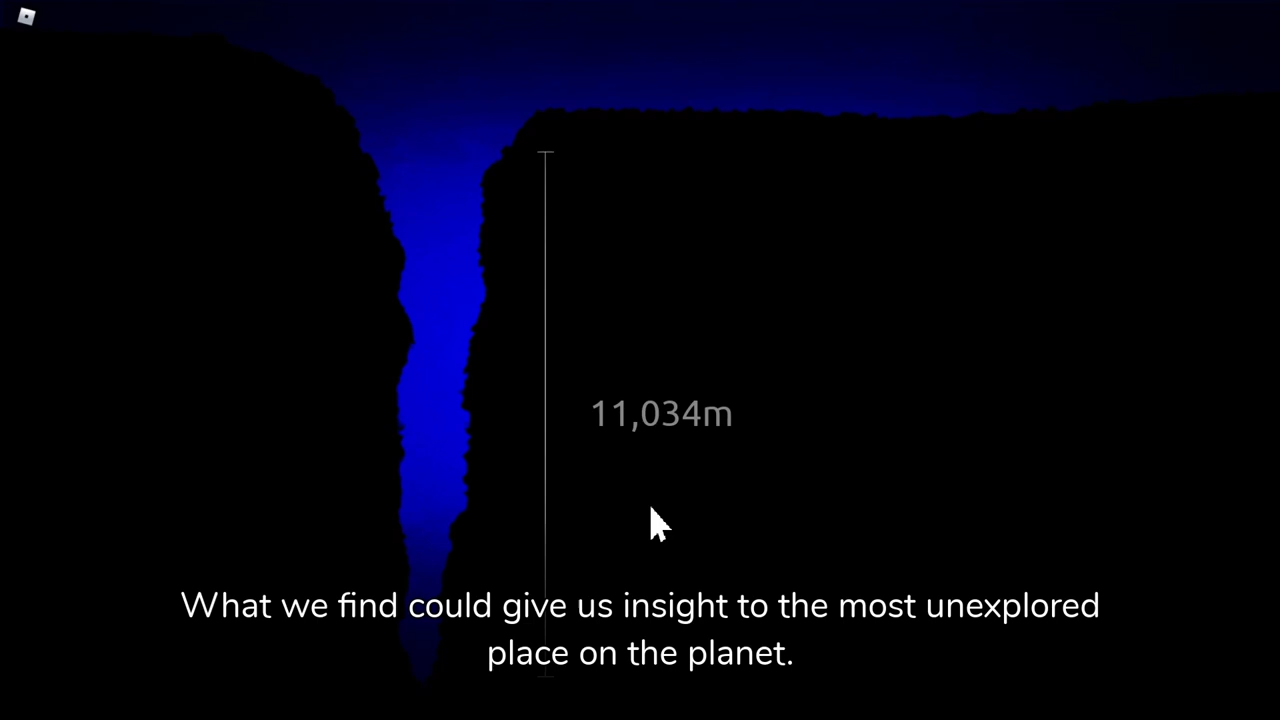 11,034m
What we find could give us insight to the most unexplored
place on the planet.